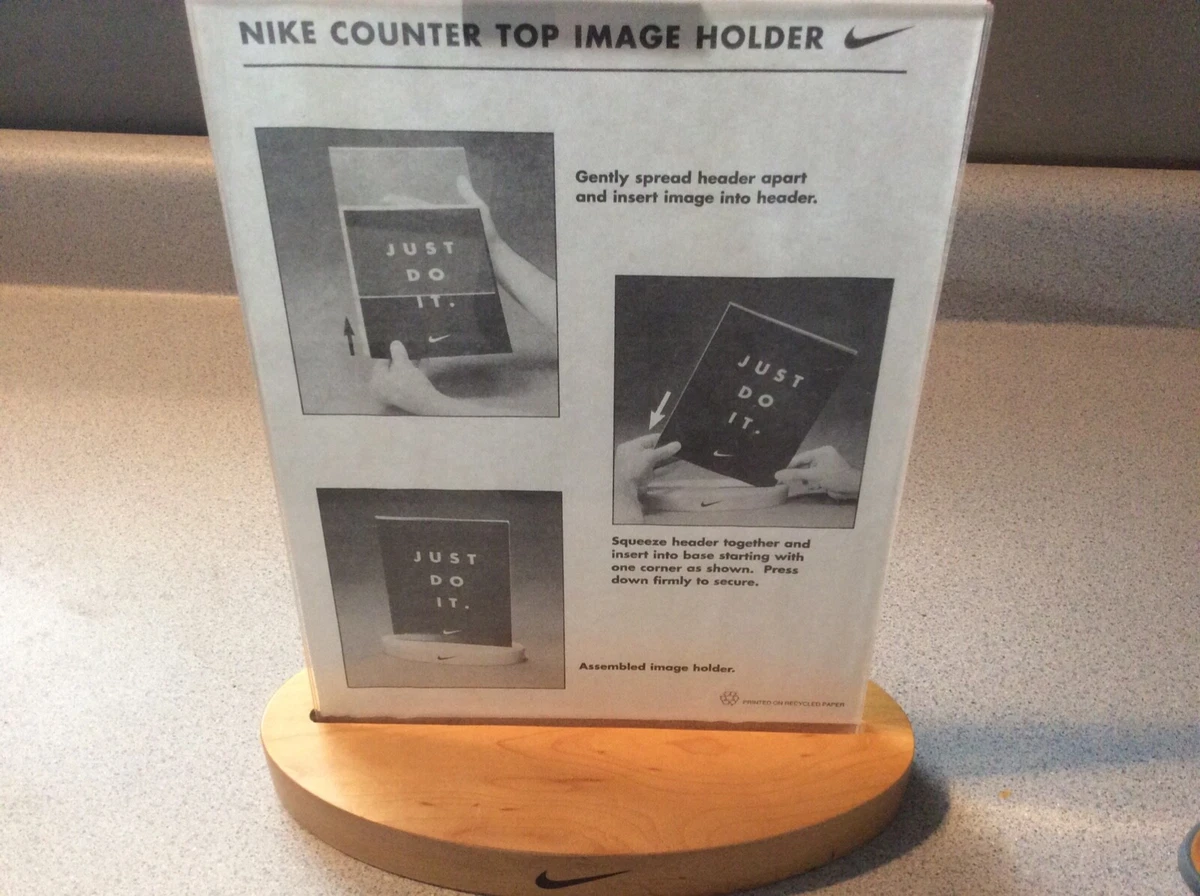 NIKE COUNTER TOP IMAGE HOLDER
Gently spread header apart
and insert image into header.
JUST
DO
IT.
JUST
DO
IT.
Squeeze header together and
insert into base starting with
one corner as shown. Press
down firmly to secure.
JUST
DO
IT.
Assembled image holder.
PRINTED ON RECYCLED PAPER